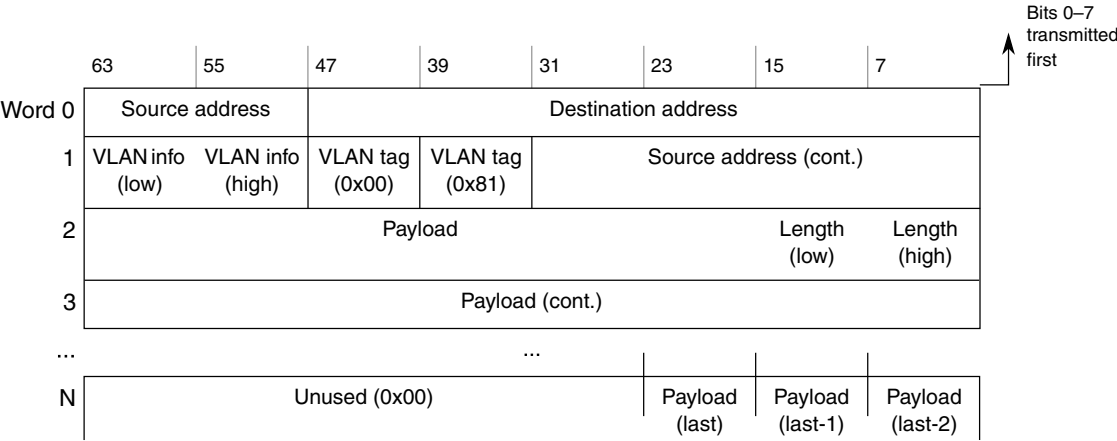 Bits 0–7
transmitted
first
63 55 47 39 31 23 15 7
Word 0 Source address Destination address
1 VLAN info VLAN info VLAN tag VLAN tag Source address (cont.)
(low) (high) (0x00) (0x81)
2 Payload Length Length
(low) (high)
3 Payload (cont.)
... ...
N Unused (0x00) Payload Payload Payload
(last) (last-1) (last-2)